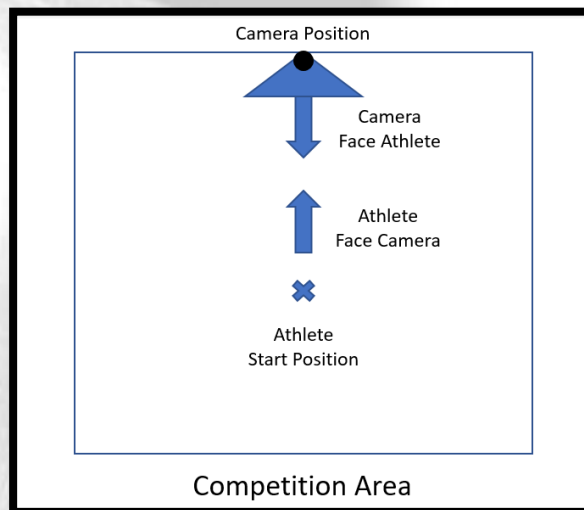 Camera Position
Camera
Face Athlete
Athlete
Face Camera
Athlete
Start Position
Competition Area